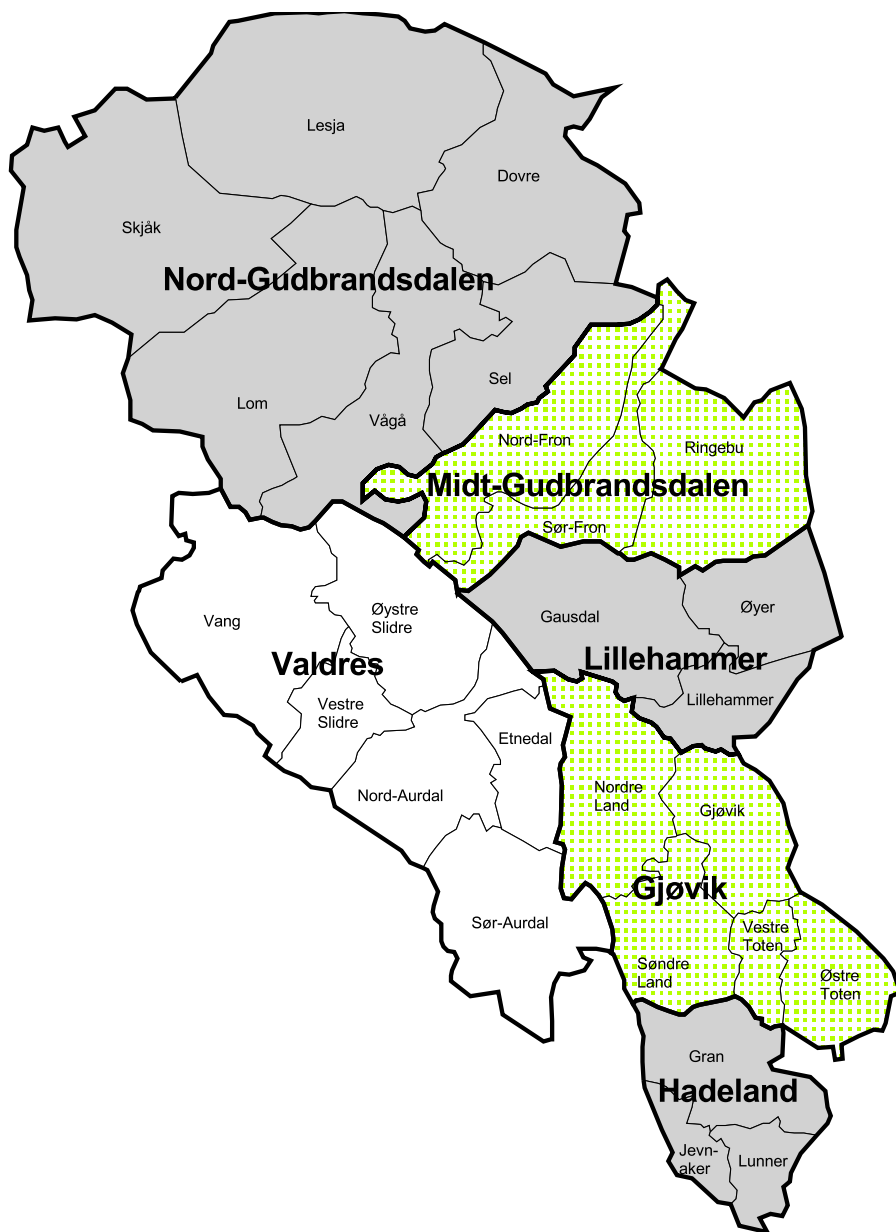 Lesja
Dovre
Skjåk
Nord-Gudbrandsdalen
Sel
Lom
Vågå
Nord-Fron
Ringebu
Midt-Gudbrandsdalen
Sør-Fron
Vang
Øystre
Slidre
Gausdal
Øyer
Valdres
Lillehammer
Vestre
Slidre
Lillehammer
Etnedal
Nord-Aurdal
Nordre
Land
Gjøvik
Gjøvik
Sør-Aurdal
Vestre
Toten
Søndre
Land
Østre
Toten
Gran
Hadeland
Jevn-
aker
Lunner